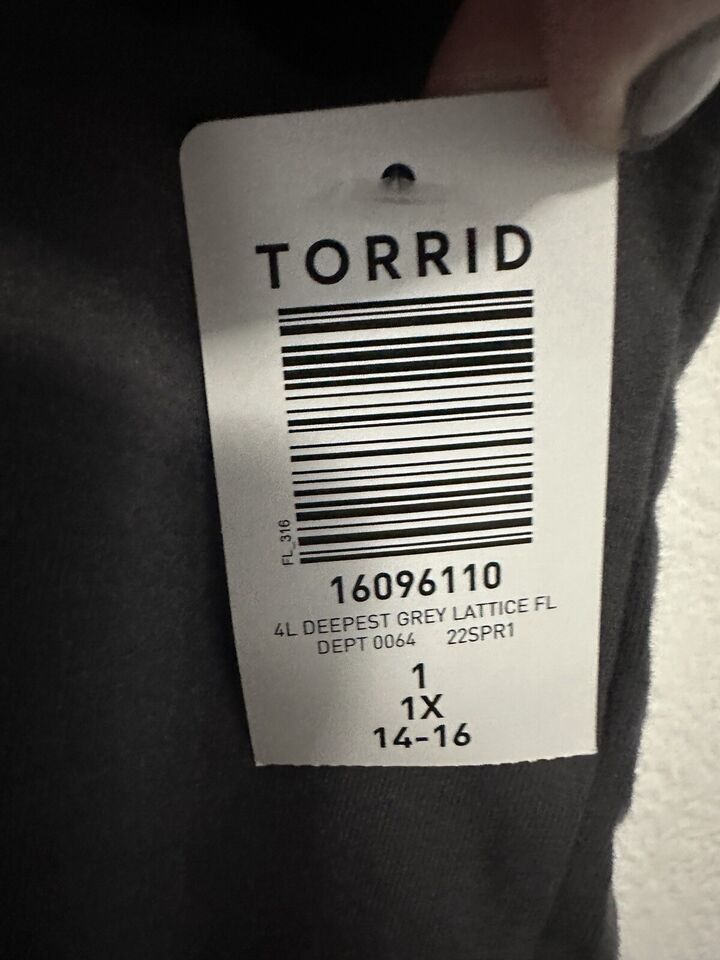 TORRID
FL_316
16096110
4L DEEPEST GREY LATTICE FL
DEPT 0064 22SPR1
1
1X
14-16